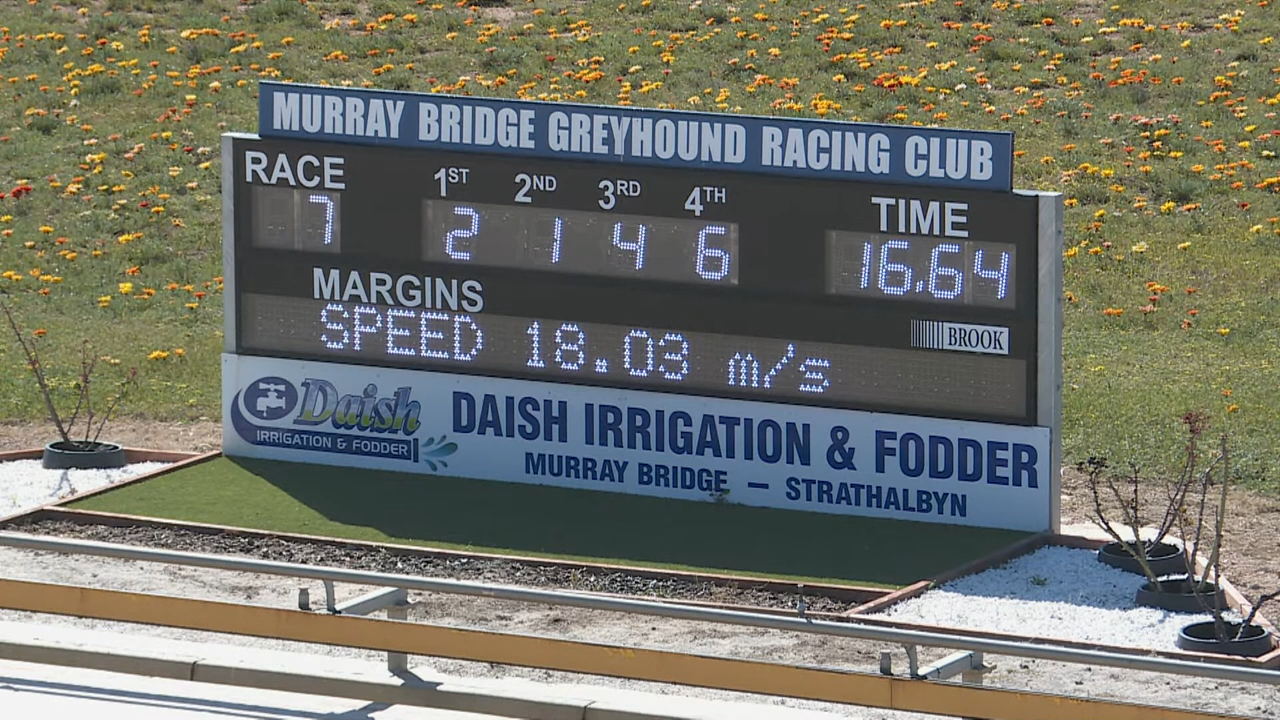 MURRAY BRIDGE GREYHOUND RACING CLUB
RACE 1ST 2ND 3RD 4TH TIME
7 2 1 4 6 16.64
MARGINS
SPEED 18.03 m/s
BROOK
Daish
IRRIGATION & FODDER
DAISH IRRIGATION & FODDER
MURRAY BRIDGE – STRATHALBYN